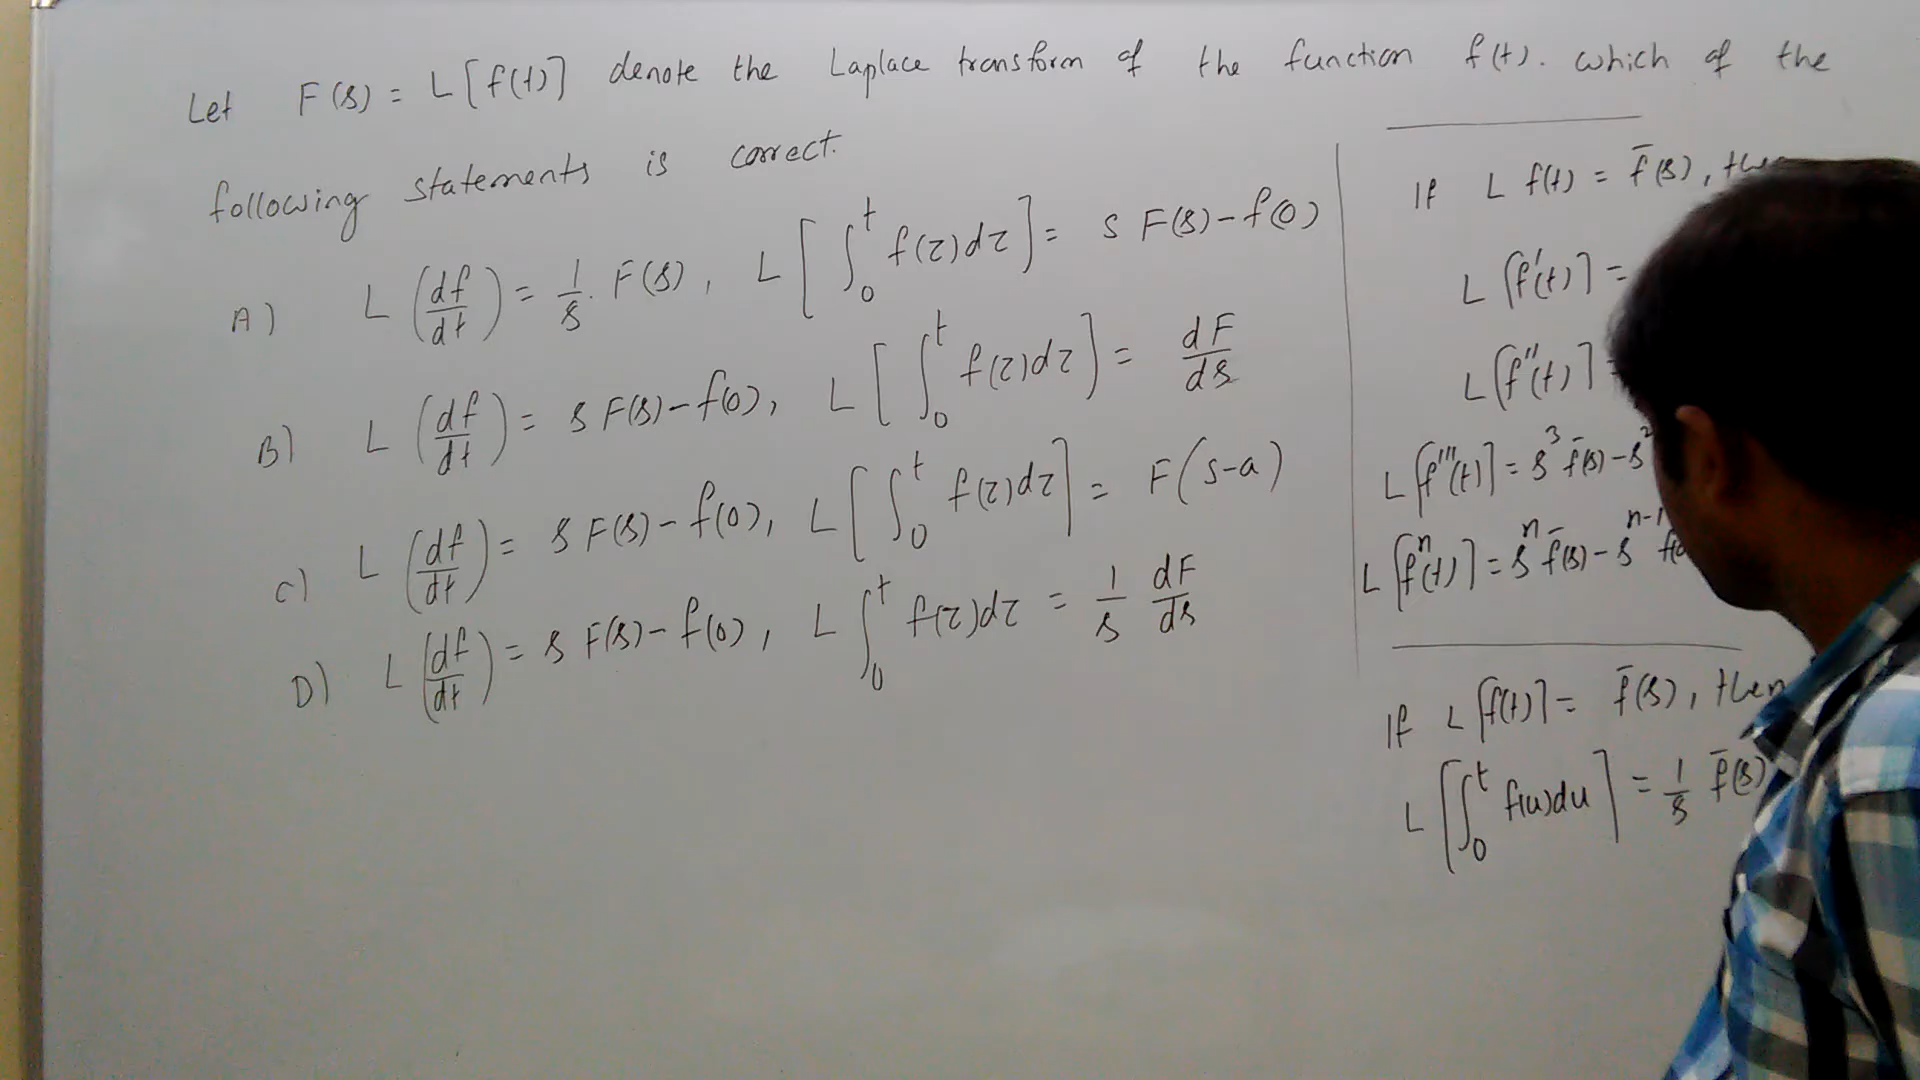 Let F(s) = L[f(t)] denote the Laplace transform of the function f(t). which of the
following statements is correct.
A) L(df/dt) = 1/s. F(s), L[∫₀ᵗ f(τ)dτ] = s F(s)-f(0)
B) L(df/dt) = s F(s)-f(0), L[∫₀ᵗ f(τ)dτ] = dF/ds
C) L(df/dt) = s F(s)-f(0), L[∫₀ᵗ f(τ)dτ] = F(s-a)
D) L(df/dt) = s F(s)-f(0), L∫₀ᵗ f(τ)dτ = 1/s dF/ds
If L f(t) = f̄(s),
L[f'(t)] =
L[f''(t)]
L[f'''(t)] = s³ f̄(s)-s²
L[fⁿ(t)] = sⁿ f̄(s)-sⁿ⁻¹
If L[f(t)] = f̄(s), then
L[∫₀ᵗ f(u)du] = 1/s f̄(s)